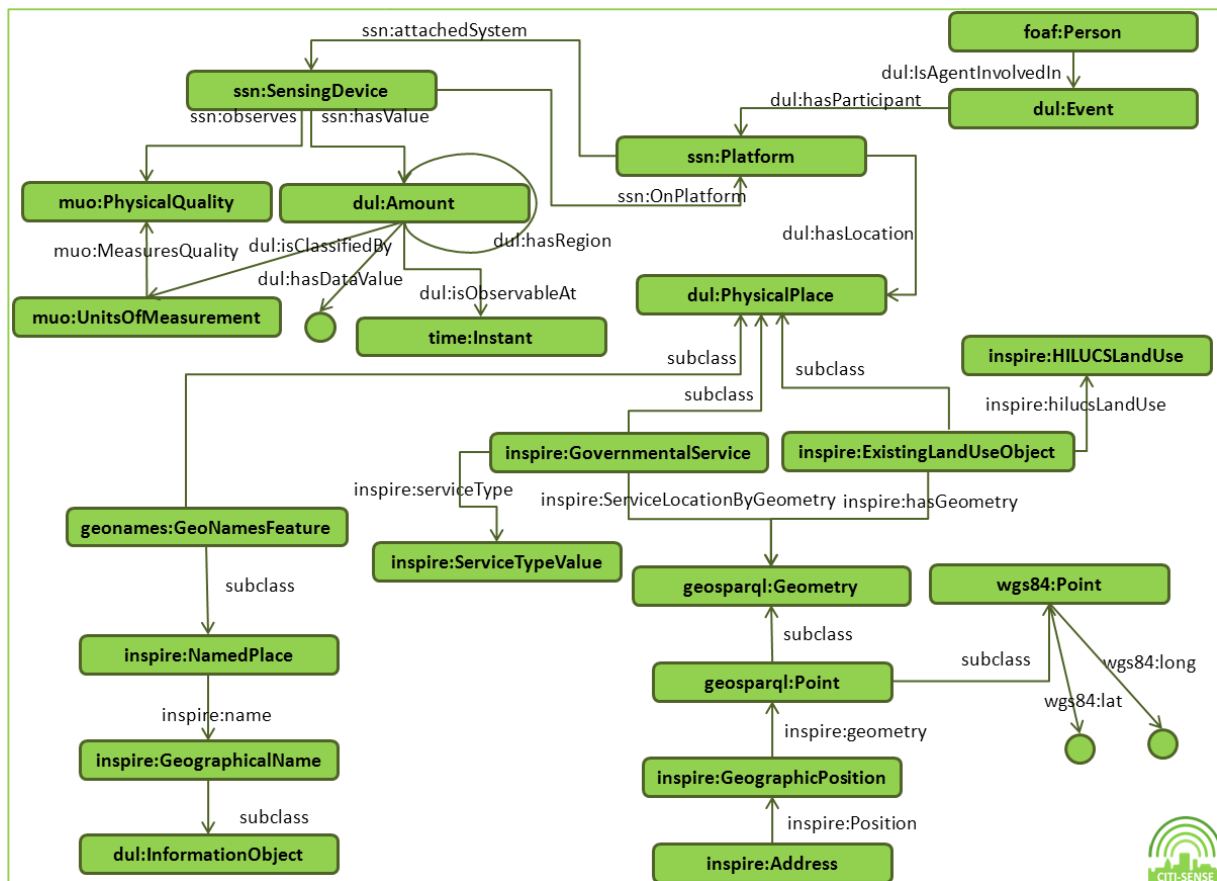 ssn:attachedSystem
foaf:Person
dul:IsAgentInvolvedIn
ssn:SensingDevice
dul:hasParticipant
dul:Event
ssn:observes
ssn:hasValue
ssn:Platform
muo:PhysicalQuality
dul:Amount
ssn:OnPlatform
dul:isClassifiedBy
dul:hasRegion
dul:hasLocation
muo:MeasuresQuality
dul:hasDataValue
dul:isObservableAt
dul:PhysicalPlace
muo:UnitsOfMeasurement
time:Instant
inspire:HILUCSLandUse
subclass
subclass
subclass
inspire:hilucsLandUse
inspire:GovernmentalService
inspire:ExistingLandUseObject
inspire:serviceType
inspire:ServiceLocationByGeometry
inspire:hasGeometry
geonames:GeoNamesFeature
inspire:ServiceTypeValue
subclass
geosparql:Geometry
wgs84:Point
subclass
inspire:NamedPlace
subclass
wgs84:long
geosparql:Point
wgs84:lat
inspire:name
inspire:geometry
inspire:GeographicalName
inspire:GeographicPosition
subclass
inspire:Position
dul:InformationObject
inspire:Address
CITI-SENSE